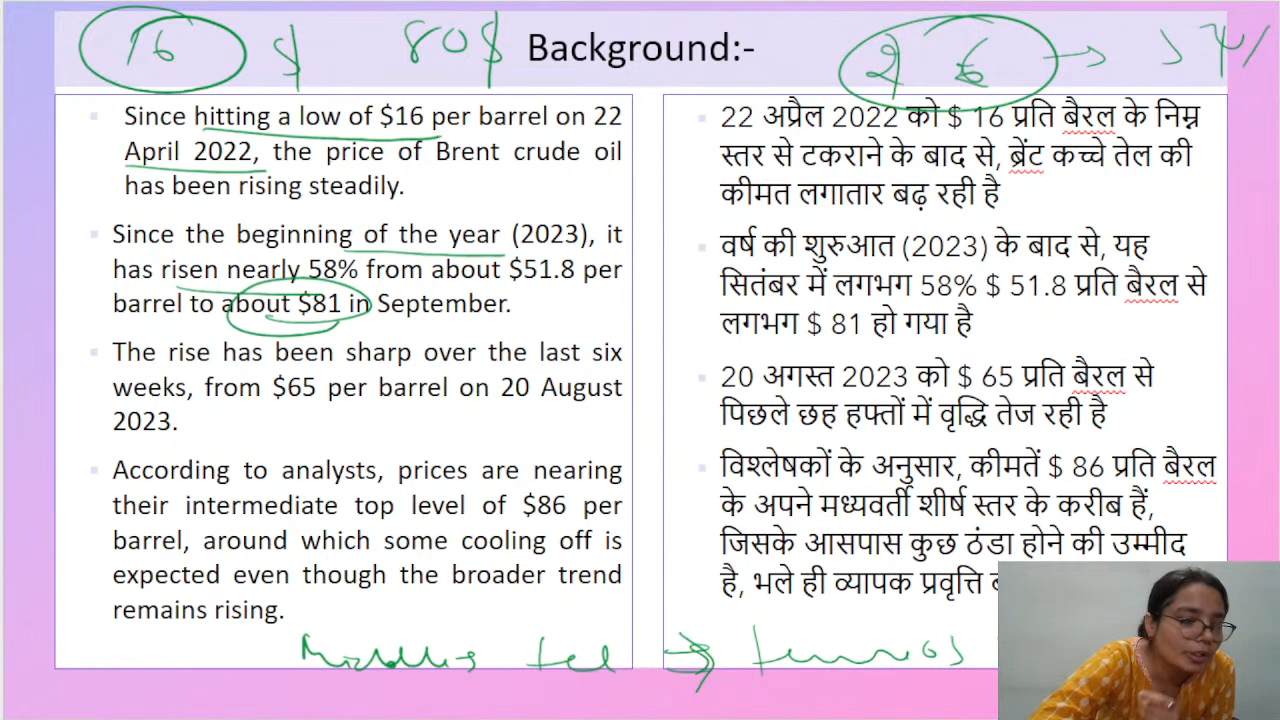 16 $ 80$ Background:-
Since hitting a low of $16 per barrel on 22
April 2022, the price of Brent crude oil
has been rising steadily.
Since the beginning of the year (2023), it
has risen nearly 58% from about $51.8 per
barrel to about $81 in September.
The rise has been sharp over the last six
weeks, from $65 per barrel on 20 August
2023.
According to analysts, prices are nearing
their intermediate top level of $86 per
barrel, around which some cooling off is
expected even though the broader trend
remains rising.
22 अप्रैल 2022 को $ 16 प्रति बैरल के निम्न
स्तर से टकराने के बाद से, ब्रेंट कच्चे तेल की
कीमत लगातार बढ़ रही है
वर्ष की शुरुआत (2023) के बाद से, यह
सितंबर में लगभग 58% $ 51.8 प्रति बैरल से
लगभग $ 81 हो गया है
20 अगस्त 2023 को $ 65 प्रति बैरल से
पिछले छह हफ्तों में वृद्धि तेज रही है
विश्लेषकों के अनुसार, कीमतें $ 86 प्रति बैरल
के अपने मध्यवर्ती शीर्ष स्तर के करीब हैं,
जिसके आसपास कुछ ठंडा होने की उम्मीद
है, भले ही व्यापक प्रवृत्ति